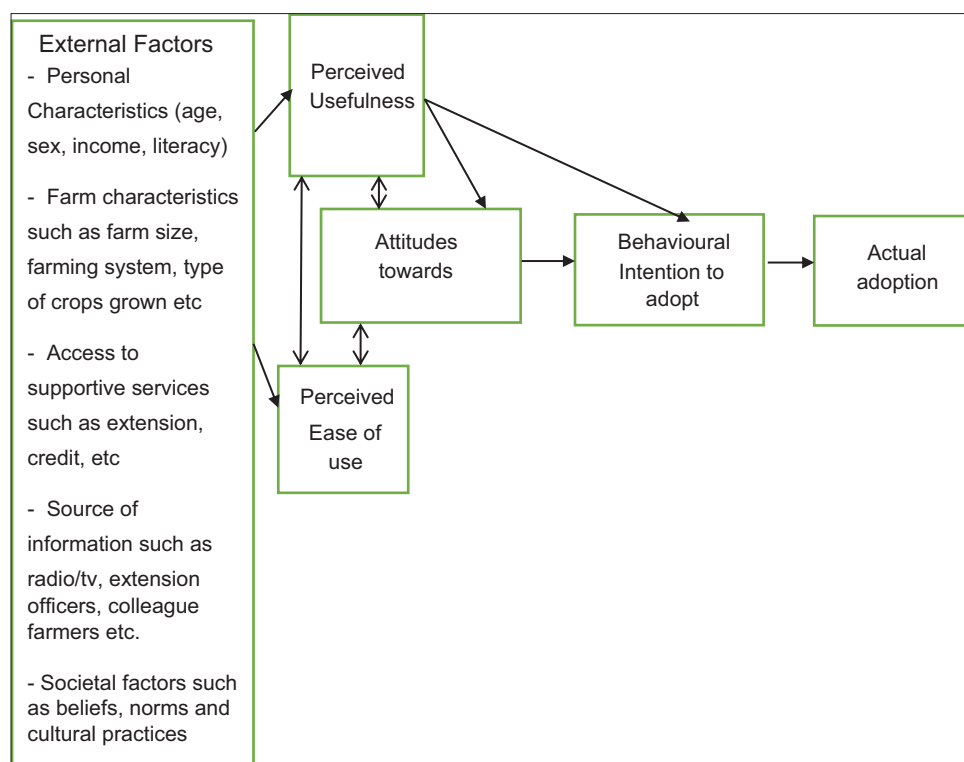 External Factors
- Personal
Characteristics (age,
sex, income, literacy)
- Farm characteristics
such as farm size,
farming system, type
of crops grown etc
- Access to
supportive services
such as extension,
credit, etc
- Source of
information such as
radio/tv, extension
officers, colleague
farmers etc.
- Societal factors such
as beliefs, norms and
cultural practices
Perceived
Usefulness
Attitudes
towards
Perceived
Ease of
use
Behavioural
Intention to
adopt
Actual
adoption